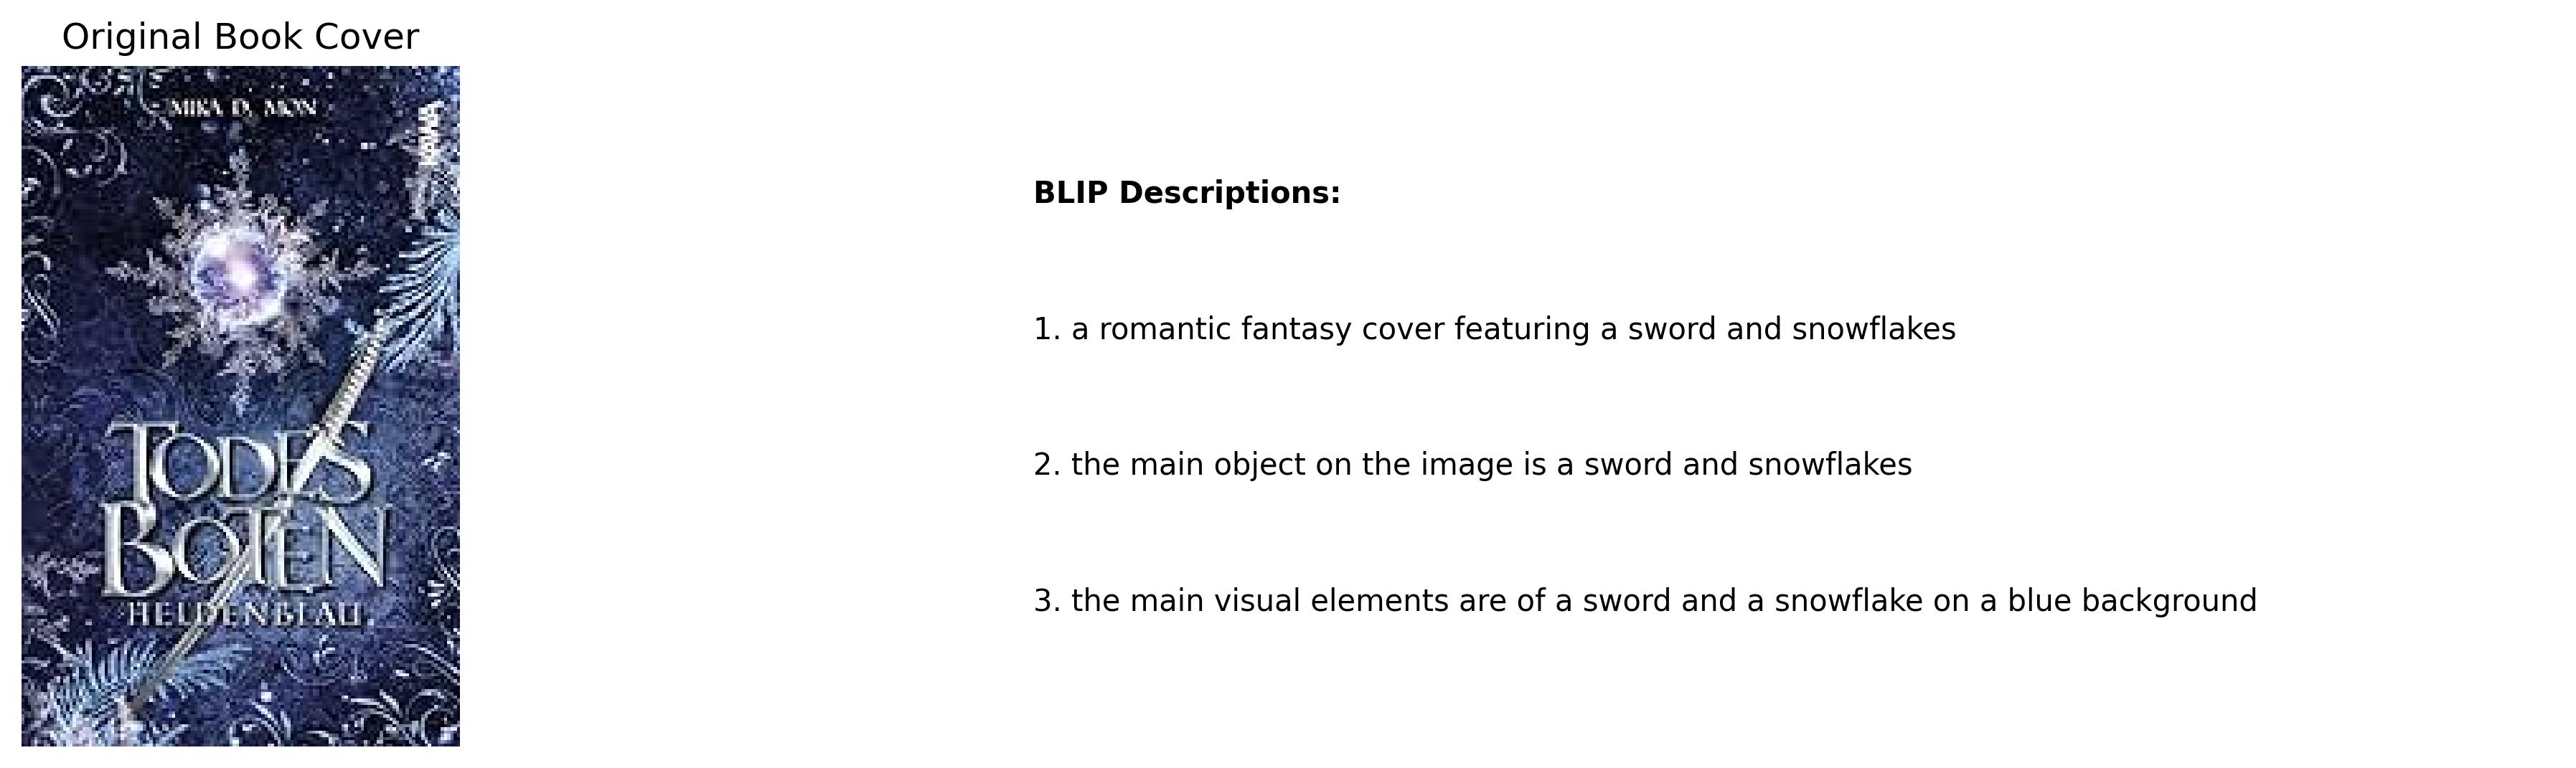 Original Book Cover
MIKA D. MON
TODES
BOTEN
BLIP Descriptions:
1. a romantic fantasy cover featuring a sword and snowflakes
2. the main object on the image is a sword and snowflakes
3. the main visual elements are of a sword and a snowflake on a blue background